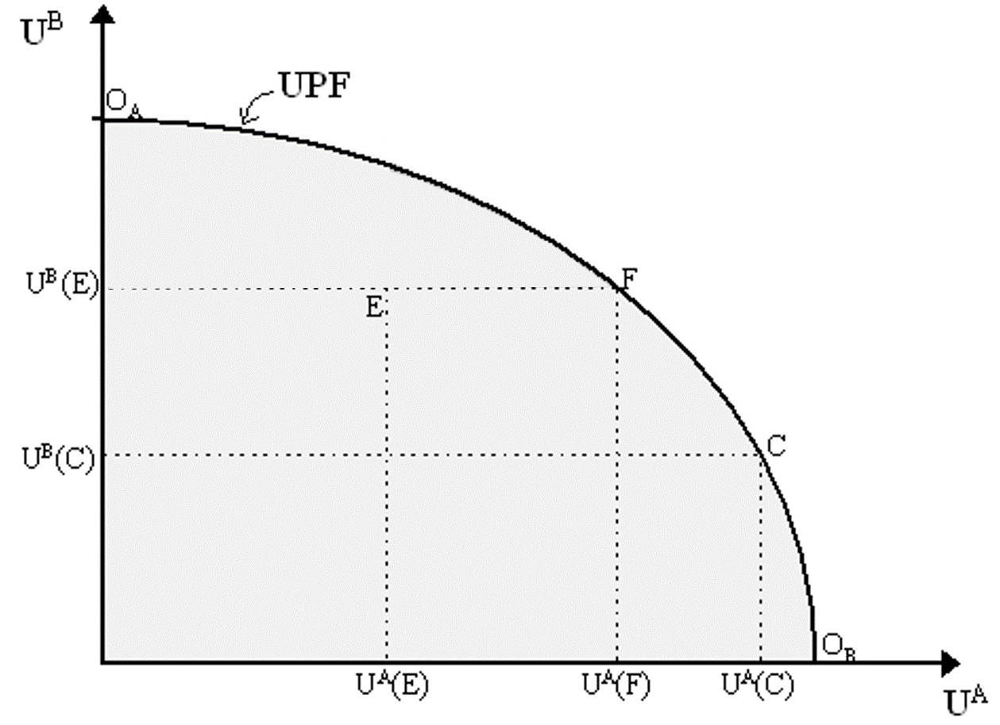 U^B
UPF
O_A
U^B(E)
F
E
U^B(C)
C
O_B
U^A(E) U^A(F) U^A(C)
U^A